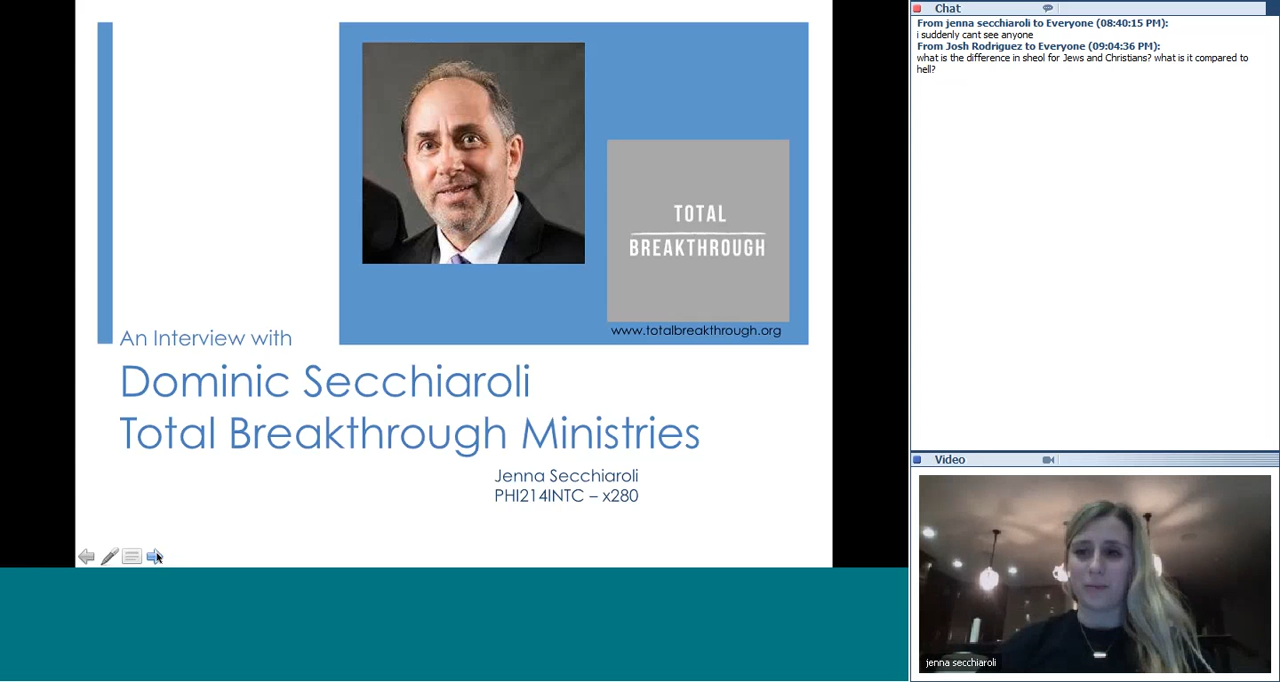 TOTAL
BREAKTHROUGH
www.totalbreakthrough.org
An Interview with
Dominic Secchiaroli
Total Breakthrough Ministries
Jenna Secchiaroli
PHI214INTC – x280
Chat
From jenna secchiaroli to Everyone (08:40:15 PM):
i suddenly cant see anyone
From Josh Rodriguez to Everyone (09:04:36 PM):
what is the difference in sheol for Jews and Christians? what is it compared to
hell?
Video
jenna secchiaroli